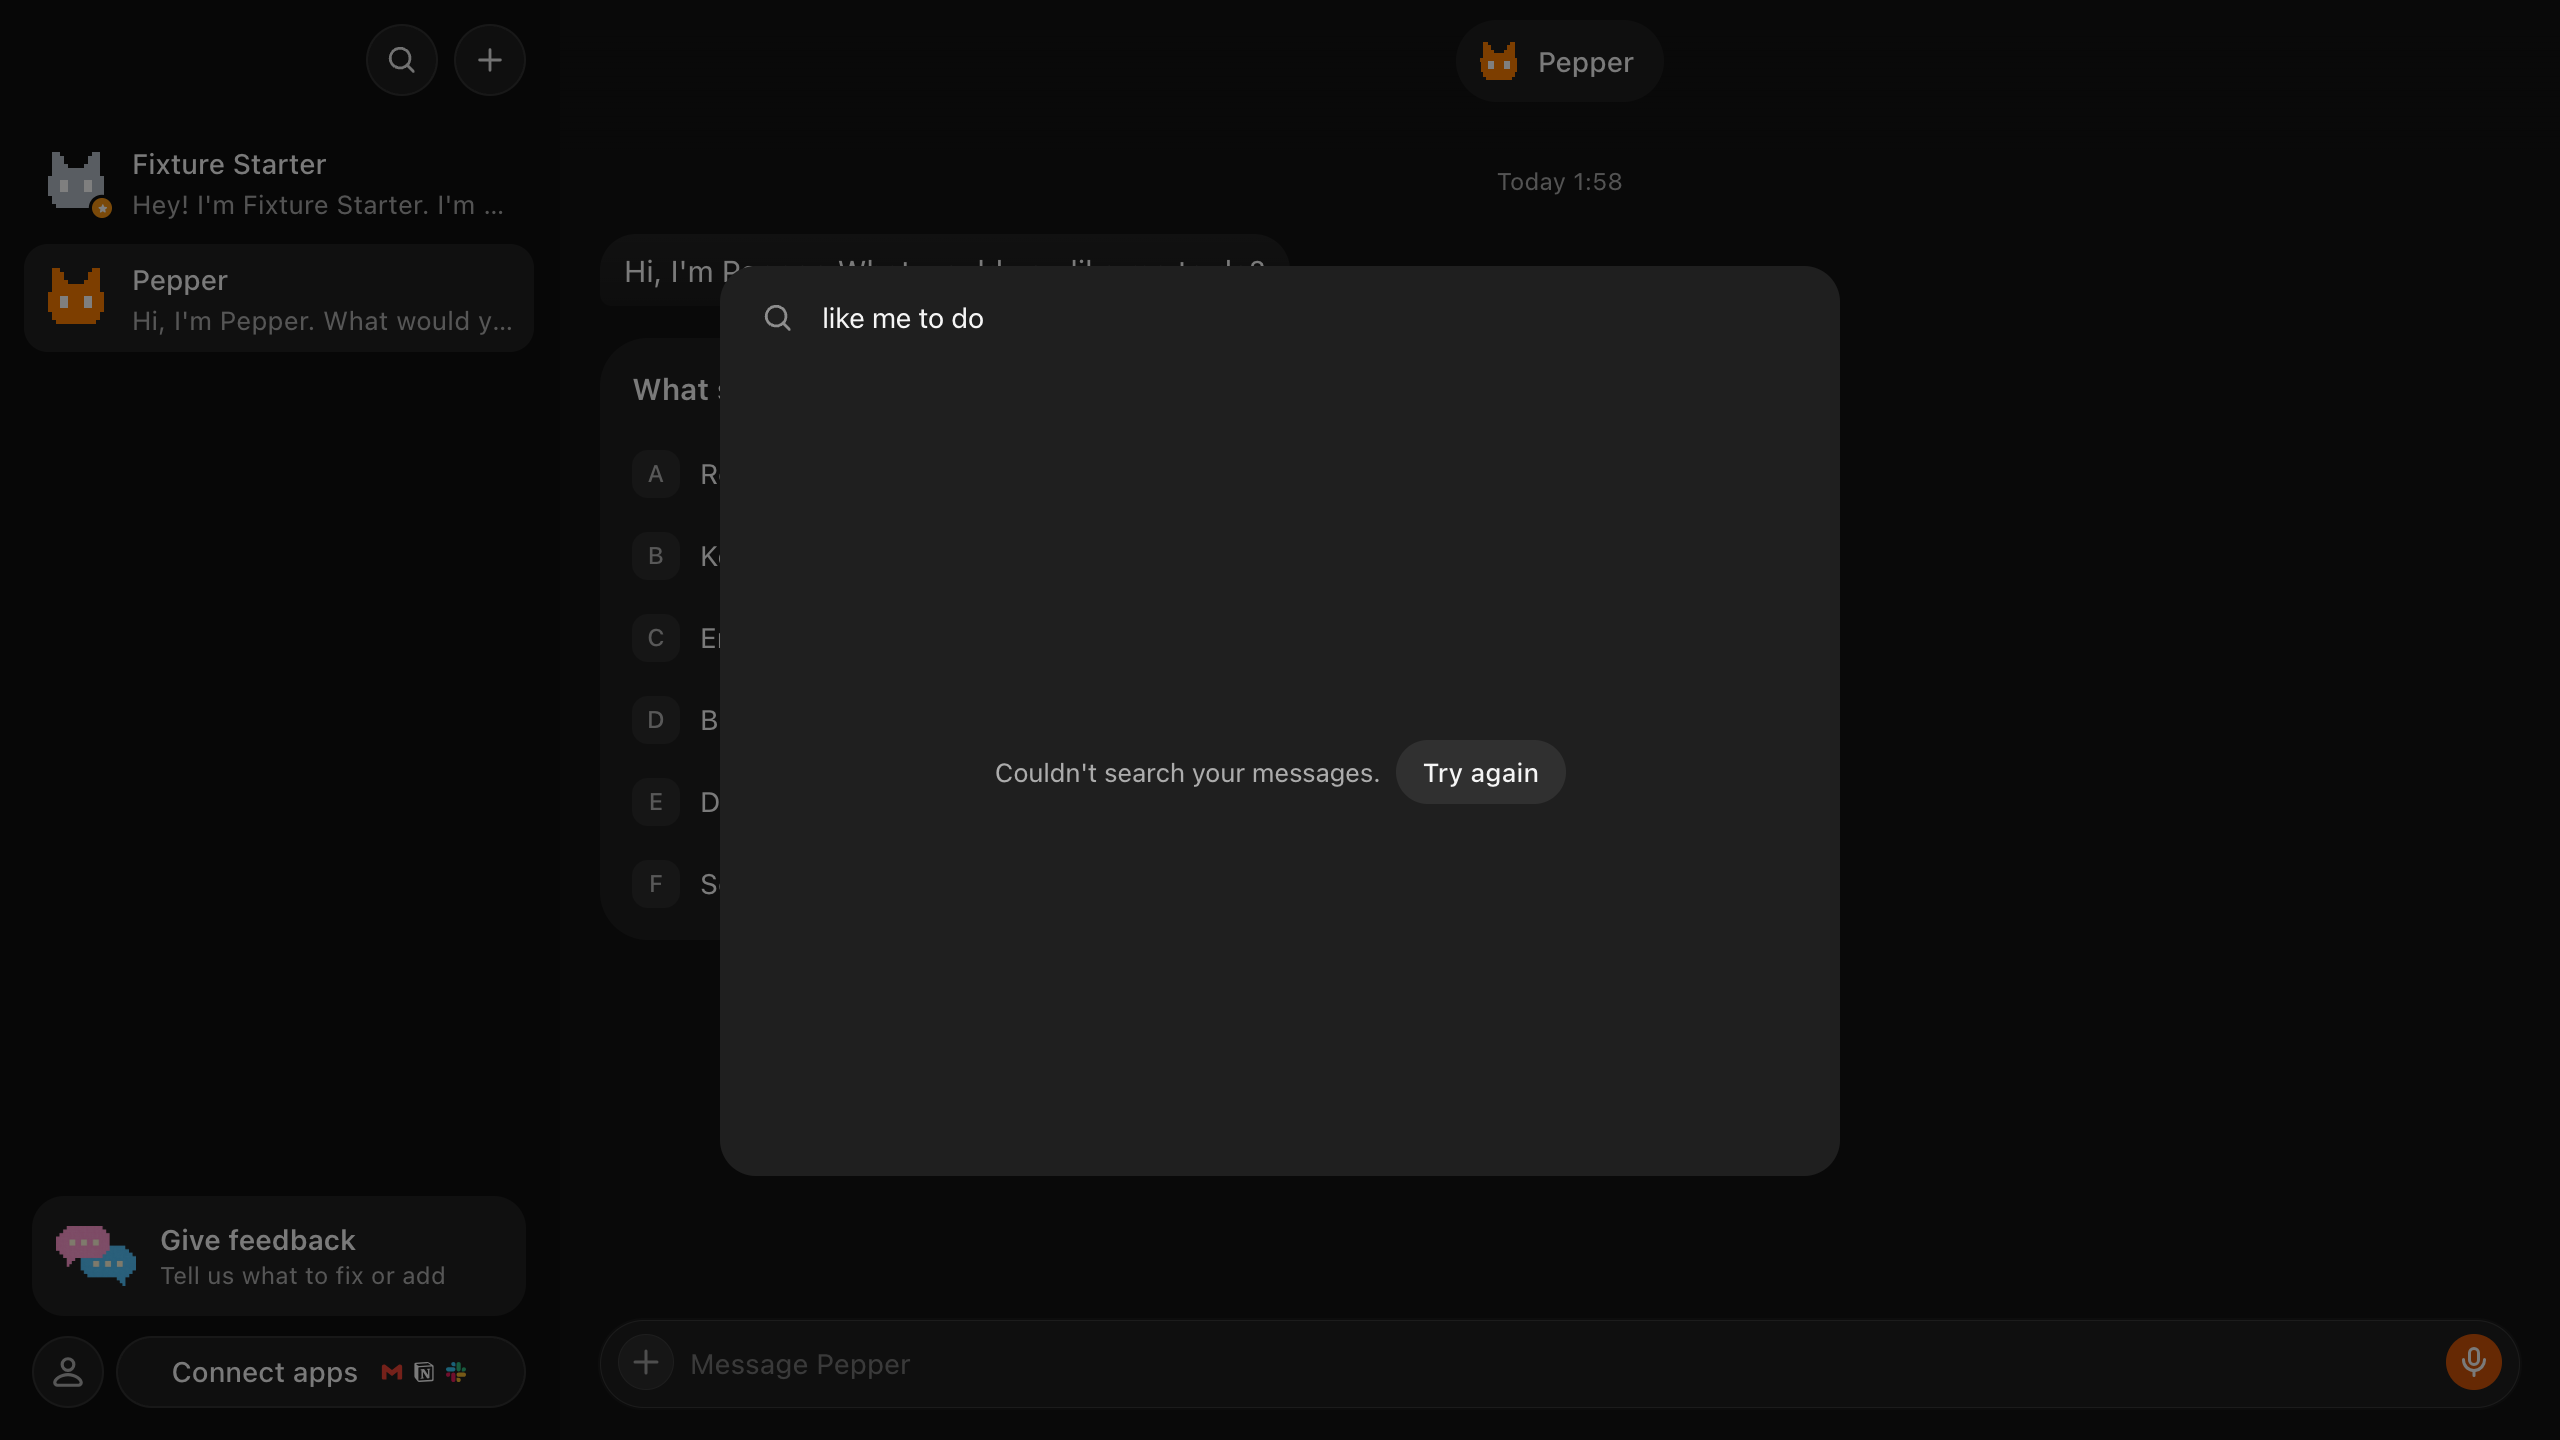 Pepper
Fixture Starter
Hey! I'm Fixture Starter. I'm ...
Pepper
Hi, I'm Pepper. What would y...
Today 1:58
Hi, I'm
like me to do
What
A
B
C
D
E
F
Couldn't search your messages. Try again
Give feedback
Tell us what to fix or add
Connect apps
Message Pepper